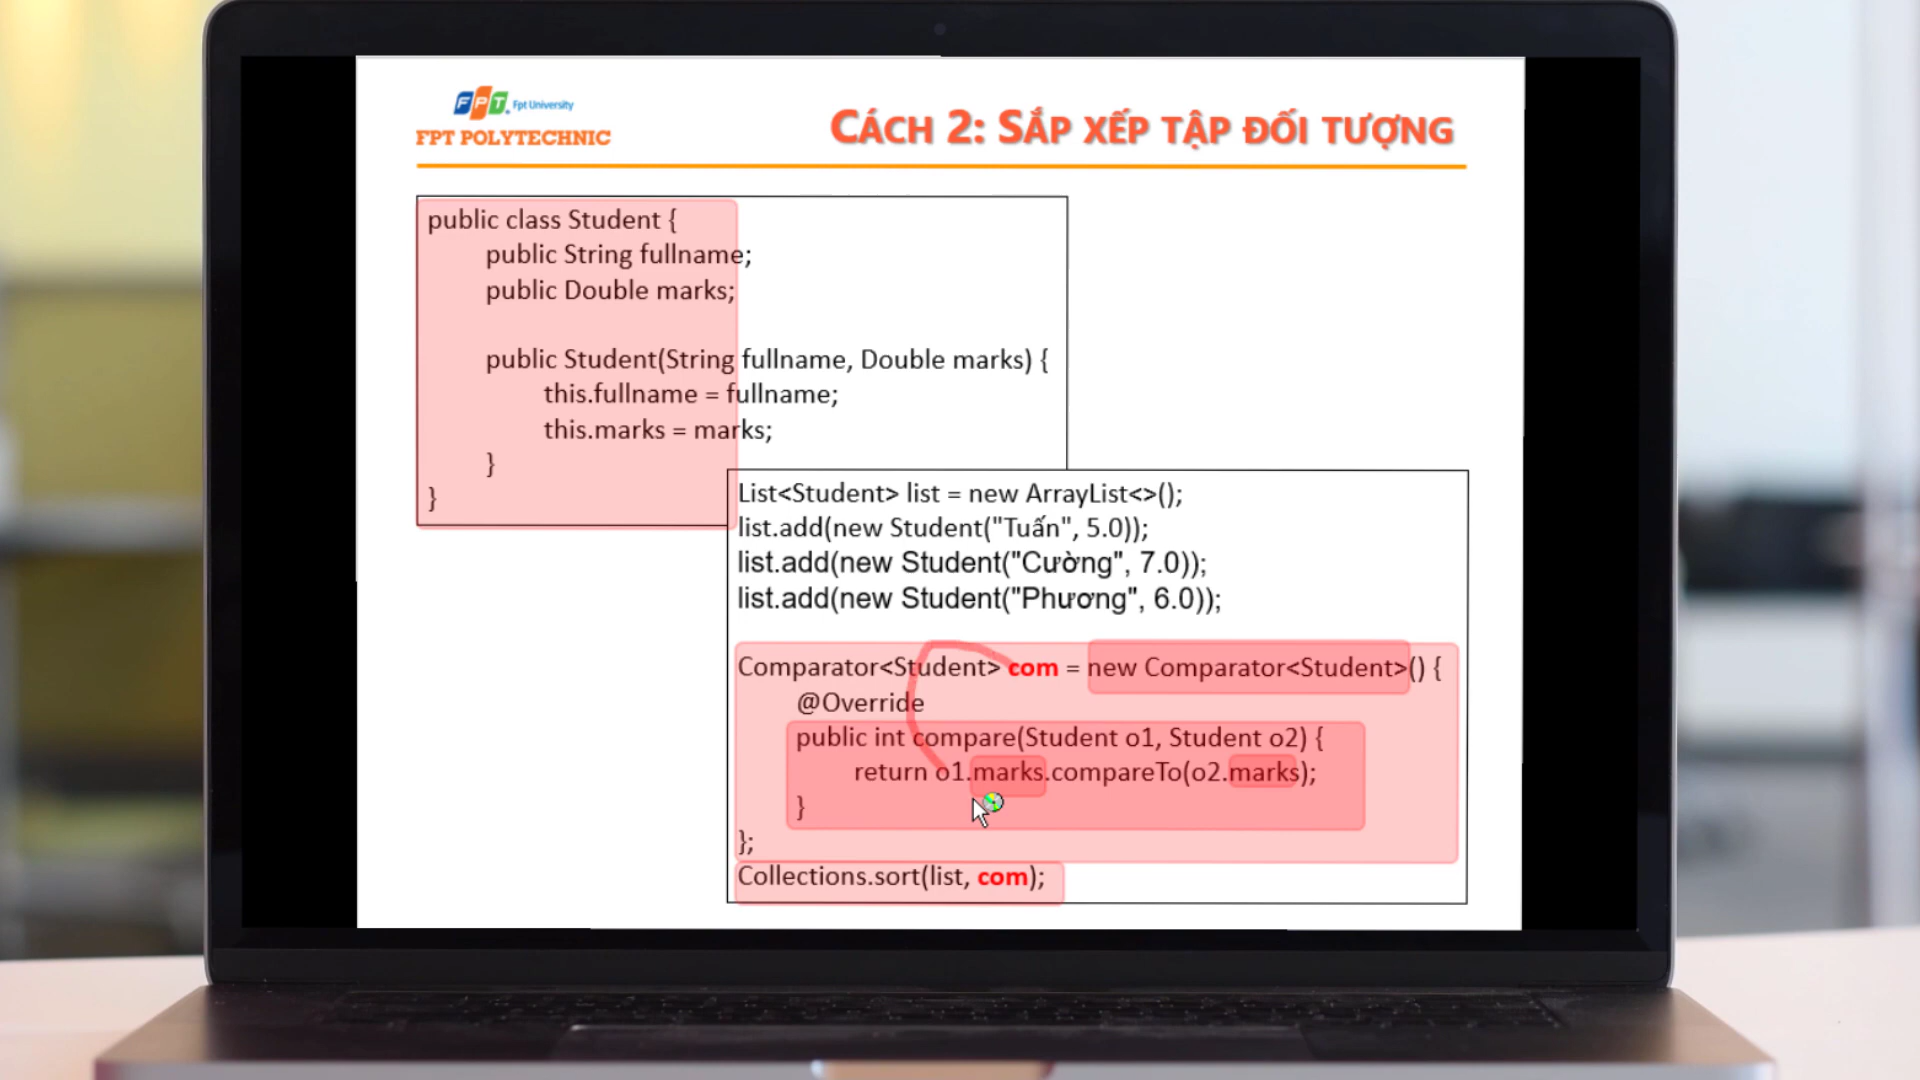 FPT. Fpt University
FPT POLYTECHNIC
CÁCH 2: SẮP XẾP TẬP ĐỐI TƯỢNG
public class Student {
public String fullname;
public Double marks;
public Student(String fullname, Double marks) {
this.fullname = fullname;
this.marks = marks;
}
}
List<Student> list = new ArrayList<>();
list.add(new Student("Tuấn", 5.0));
list.add(new Student("Cường", 7.0));
list.add(new Student("Phương", 6.0));
Comparator<Student> com = new Comparator<Student>() {
@Override
public int compare(Student o1, Student o2) {
return o1.marks.compareTo(o2.marks);
}
};
Collections.sort(list, com);